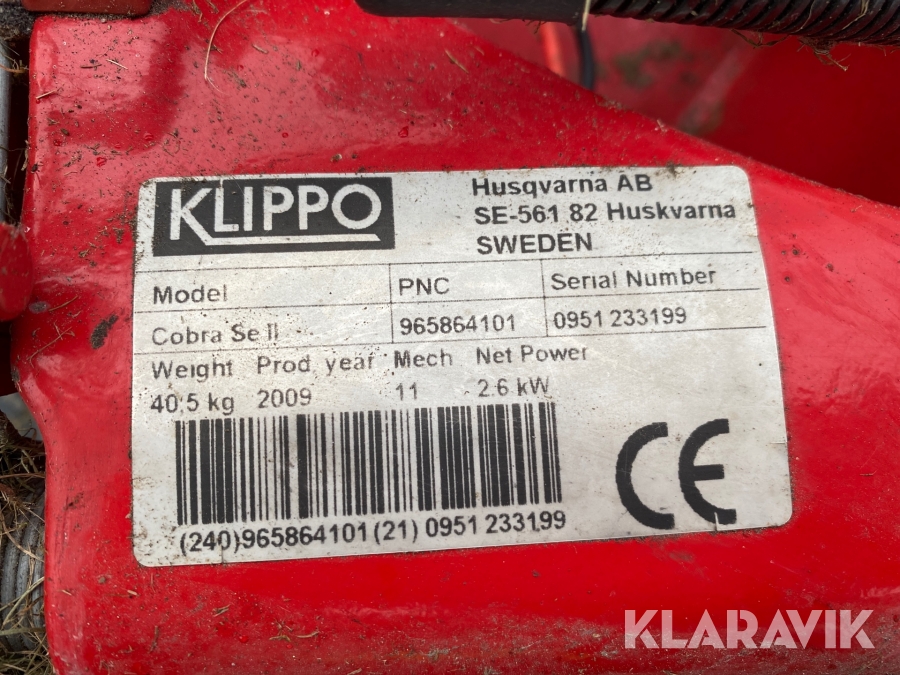 KLIPPO
Husqvarna AB
SE-561 82 Huskvarna
SWEDEN
Model PNC Serial Number
Cobra Se II 965864101 0951 233199
Weight Prod year Mech Net Power
40,5 kg 2009 11 2.6 kW
CE
(240)965864101(21) 0951 233199
KLARAVIK